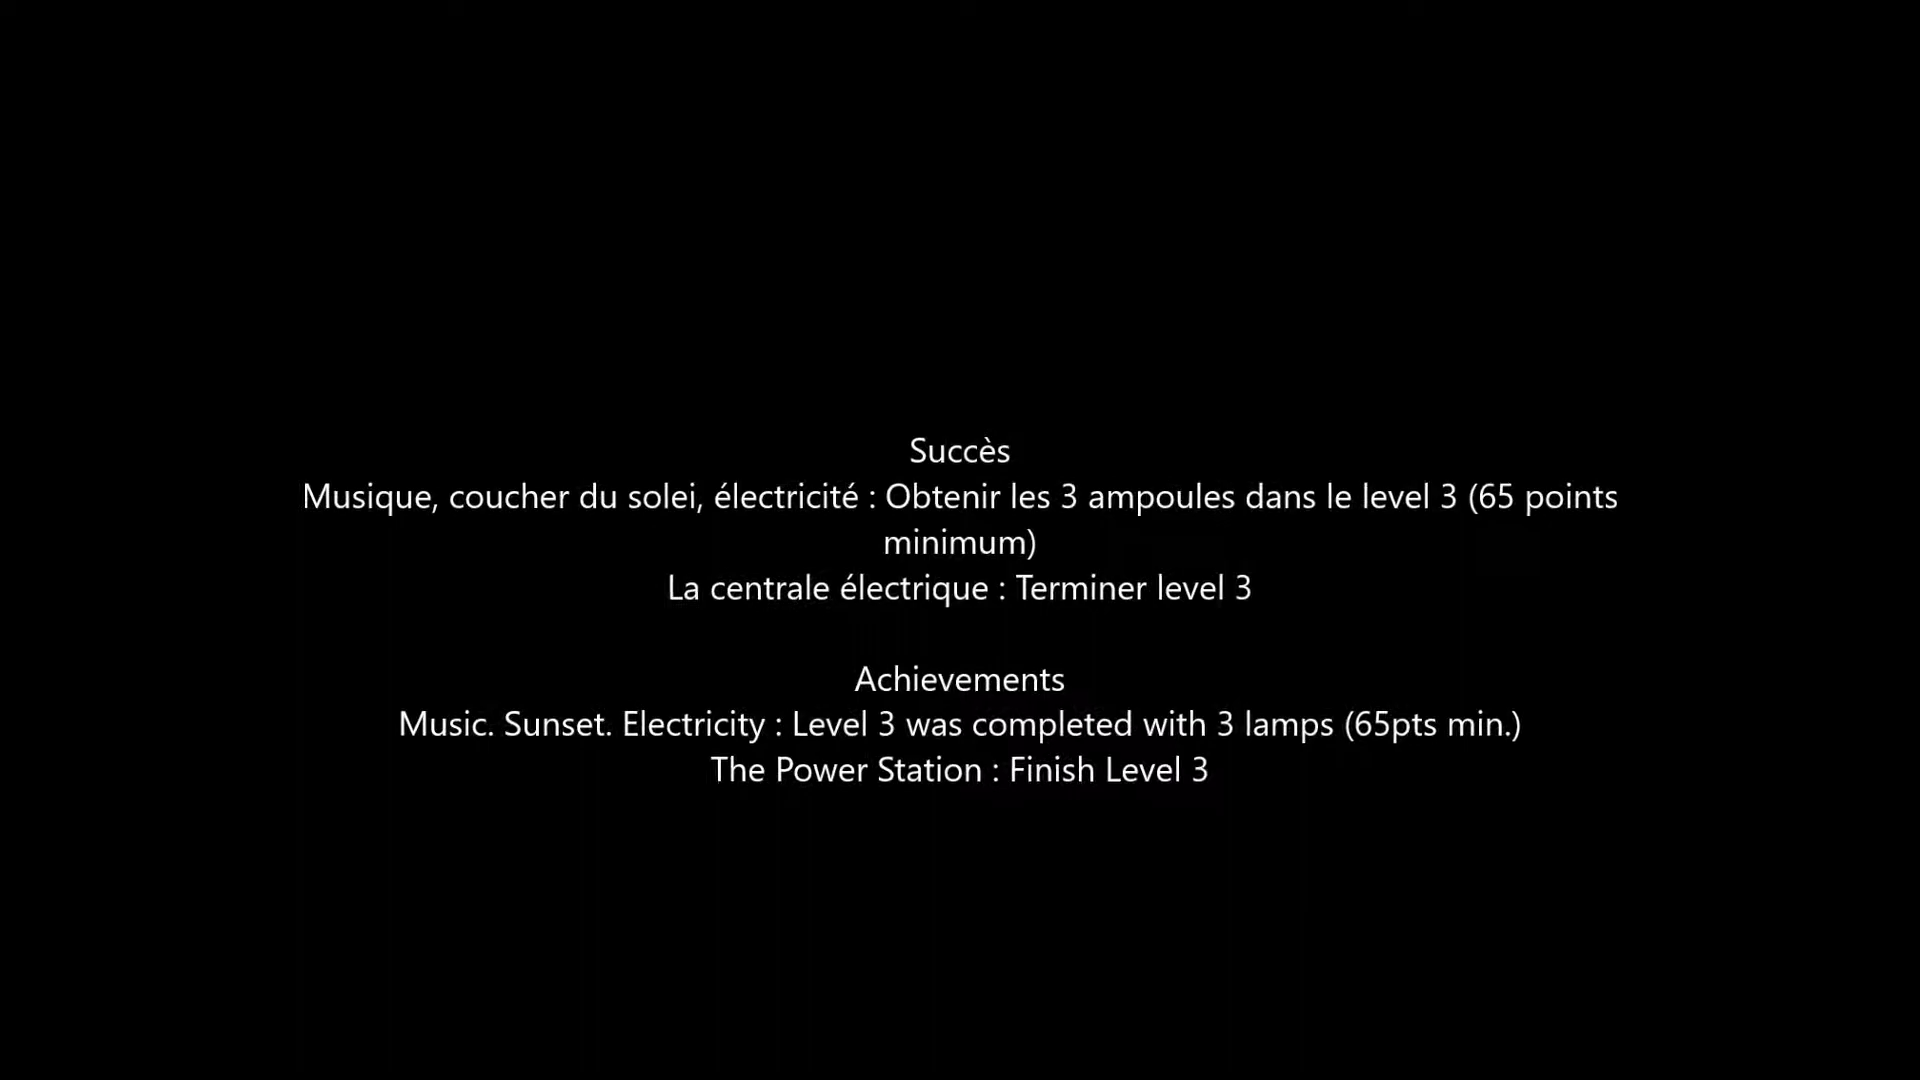 Succès
Musique, coucher du solei, électricité : Obtenir les 3 ampoules dans le level 3 (65 points
minimum)
La centrale électrique : Terminer level 3
Achievements
Music. Sunset. Electricity : Level 3 was completed with 3 lamps (65pts min.)
The Power Station : Finish Level 3